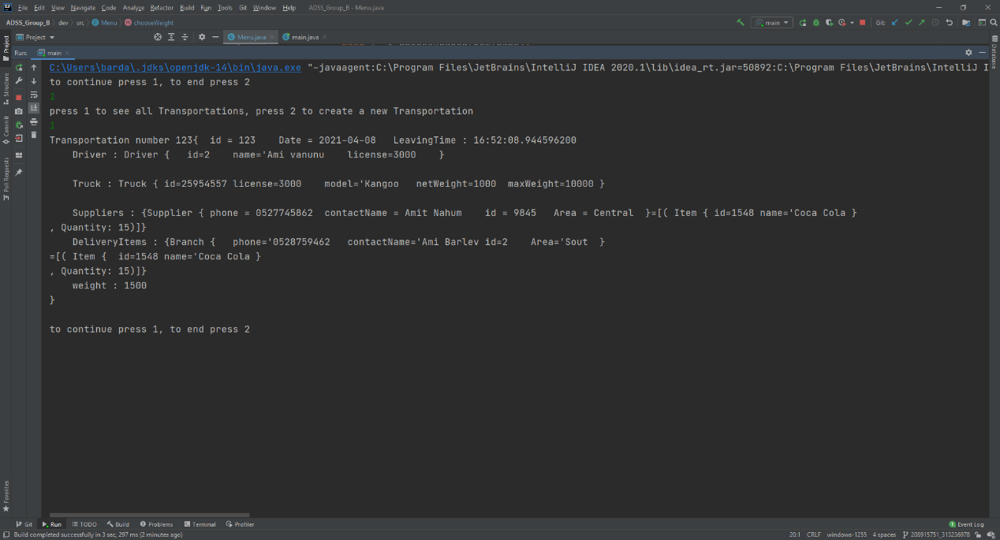 File Edit View Navigate Code Analyze Refactor Build Run Tools Git Window Help ADSS_Group_B - Menu.java
ADSS_Group_B dev src Menu chooseWeight main Git:
Project Menu.java main.java
Run: main
C:\Users\barda\.jdks\openjdk-14\bin\java.exe "-javaagent:C:\Program Files\JetBrains\IntelliJ IDEA 2020.1\lib\idea_rt.jar=50892:C:\Program Files\JetBrains\IntelliJ I
to continue press 1, to end press 2
1
press 1 to see all Transportations, press 2 to create a new Transportation
1
Transportation number 123{  id = 123    Date = 2021-04-08   LeavingTime : 16:52:08.944596200
    Driver : Driver {   id=2    name='Ami vanunu    license=3000    }
    Truck : Truck { id=25954557 license=3000    model='Kangoo   netWeight=1000  maxWeight=10000 }
    Suppliers : {Supplier { phone = 0527745862  contactName = Amit Nahum    id = 9845   Area = Central  }=[( Item { id=1548 name='Coca Cola }
, Quantity: 15)]}
    DeliveryItems : {Branch {   phone='0528759462   contactName='Ami Barlev id=2    Area='Sout  }
=[( Item {  id=1548 name='Coca Cola }
, Quantity: 15)]}
    weight : 1500
}
to continue press 1, to end press 2
Project
Structure
Commit
Pull Requests
Favorites
Database
Git Run TODO Build Problems Terminal Profiler 1 Event Log
Build completed successfully in 3 sec, 297 ms (2 minutes ago) 20:1 CRLF windows-1255 4 spaces 208915751_313236978